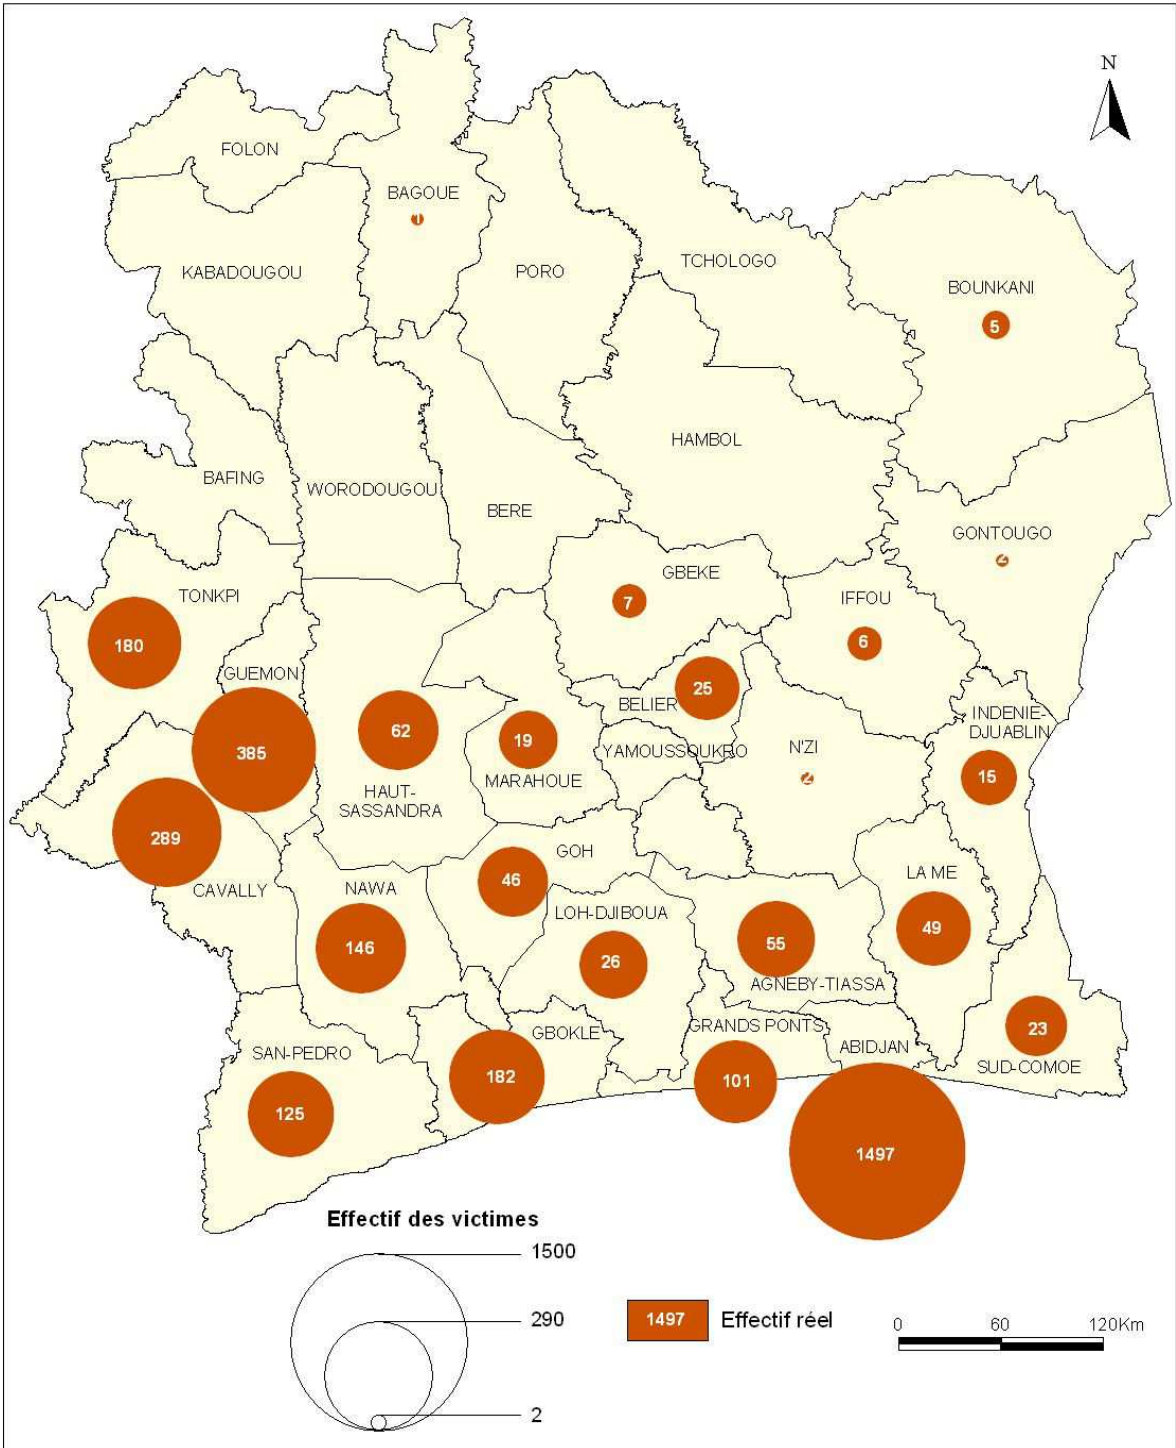 N
FOLON
BAGOUE
1
KABADOUGOU
PORO
TCHOLOGO
BOUNKANI
5
HAMBOL
BAFING
WORODOUGOU
BERE
GONTOUGO
2
GBEKE
7
IFFOU
6
TONKPI
180
GUEMON
385
62
HAUT-
SASSANDRA
19
MARAHOUE
25
BELIER
YAMOUSSOUKRO
N'ZI
2
INDENIE-
DJUABLIN
15
289
CAVALLY
NAWA
146
GOH
46
LOH-DJIBOUA
26
55
AGNEBY-TIASSA
LA ME
49
SAN-PEDRO
125
GBOKLE
182
GRANDS PONTS
101
ABIDJAN
1497
23
SUD-COMOE
Effectif des victimes
1500
290
2
1497 Effectif réel
0 60 120Km